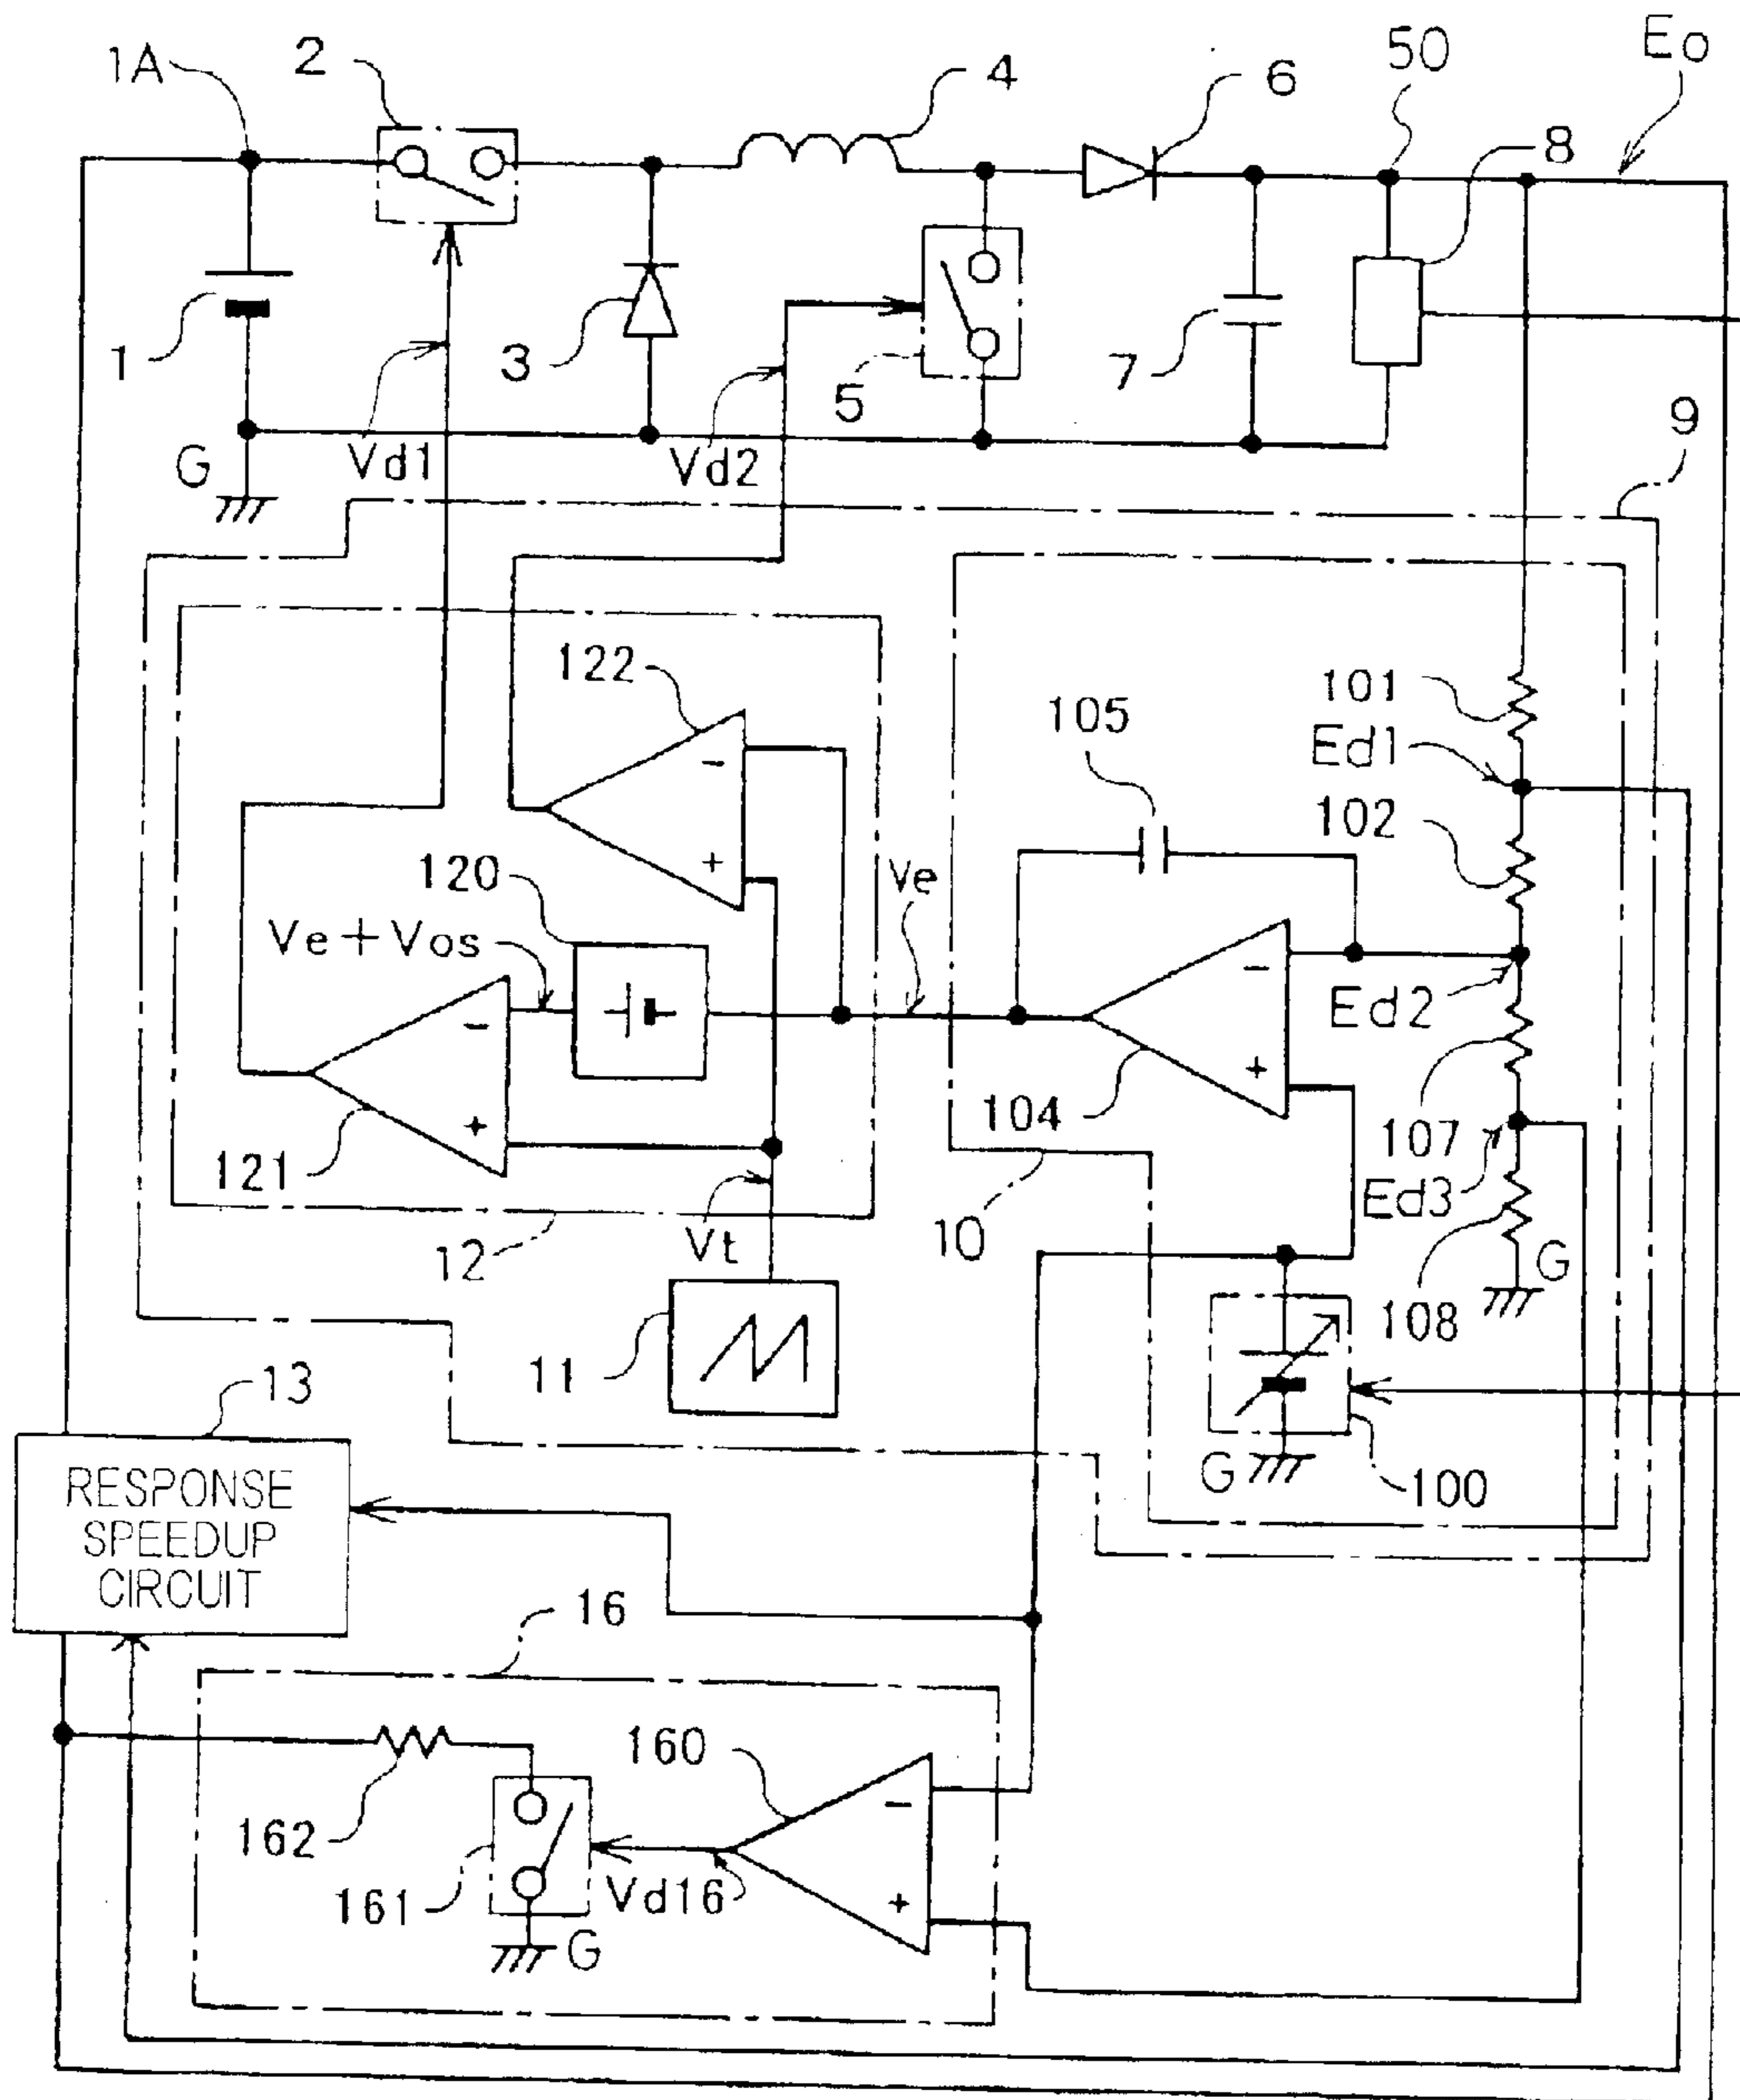 1A
2
4
6
50
Eo
8
1
3
5
7
9
G
Vd1
Vd2
122
101
105
Ed1
102
120
Ve
Ve+Vos
-
+
-
+
-
+
Ed2
104
121
107
Ed3
10
12
Vt
G
108
11
13
G
100
RESPONSE
SPEEDUP
CIRCUIT
16
160
162
-
+
161
Vd16
G